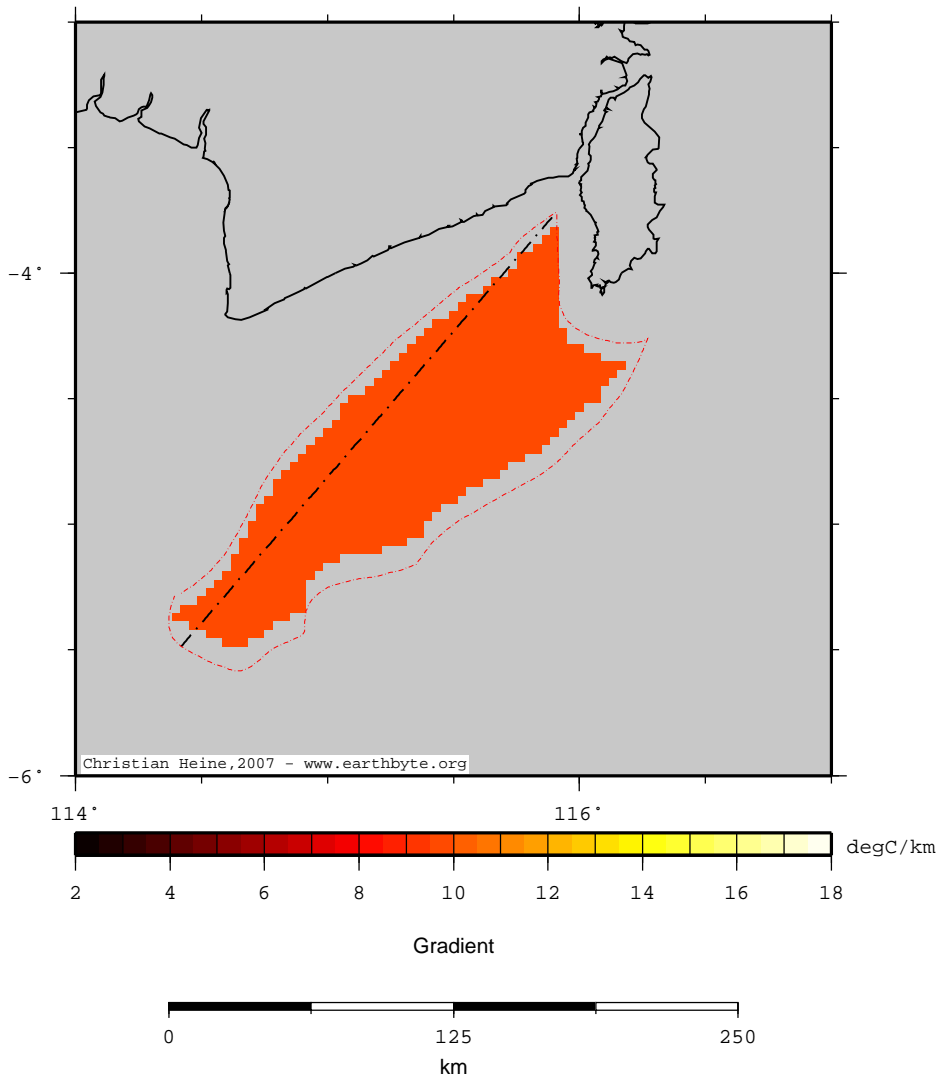 −4°
−6°
Christian Heine,2007 - www.earthbyte.org
114° 116°
degC/km
2 4 6 8 10 12 14 16 18
Gradient
0 125 250
km